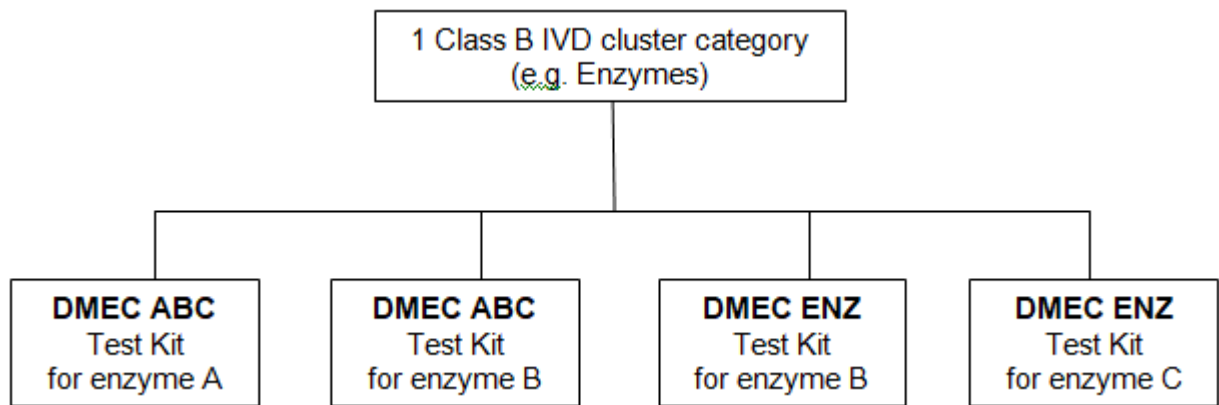 1 Class B IVD cluster category
(e.g. Enzymes)
DMEC ABC
Test Kit
for enzyme A
DMEC ABC
Test Kit
for enzyme B
DMEC ENZ
Test Kit
for enzyme B
DMEC ENZ
Test Kit
for enzyme C